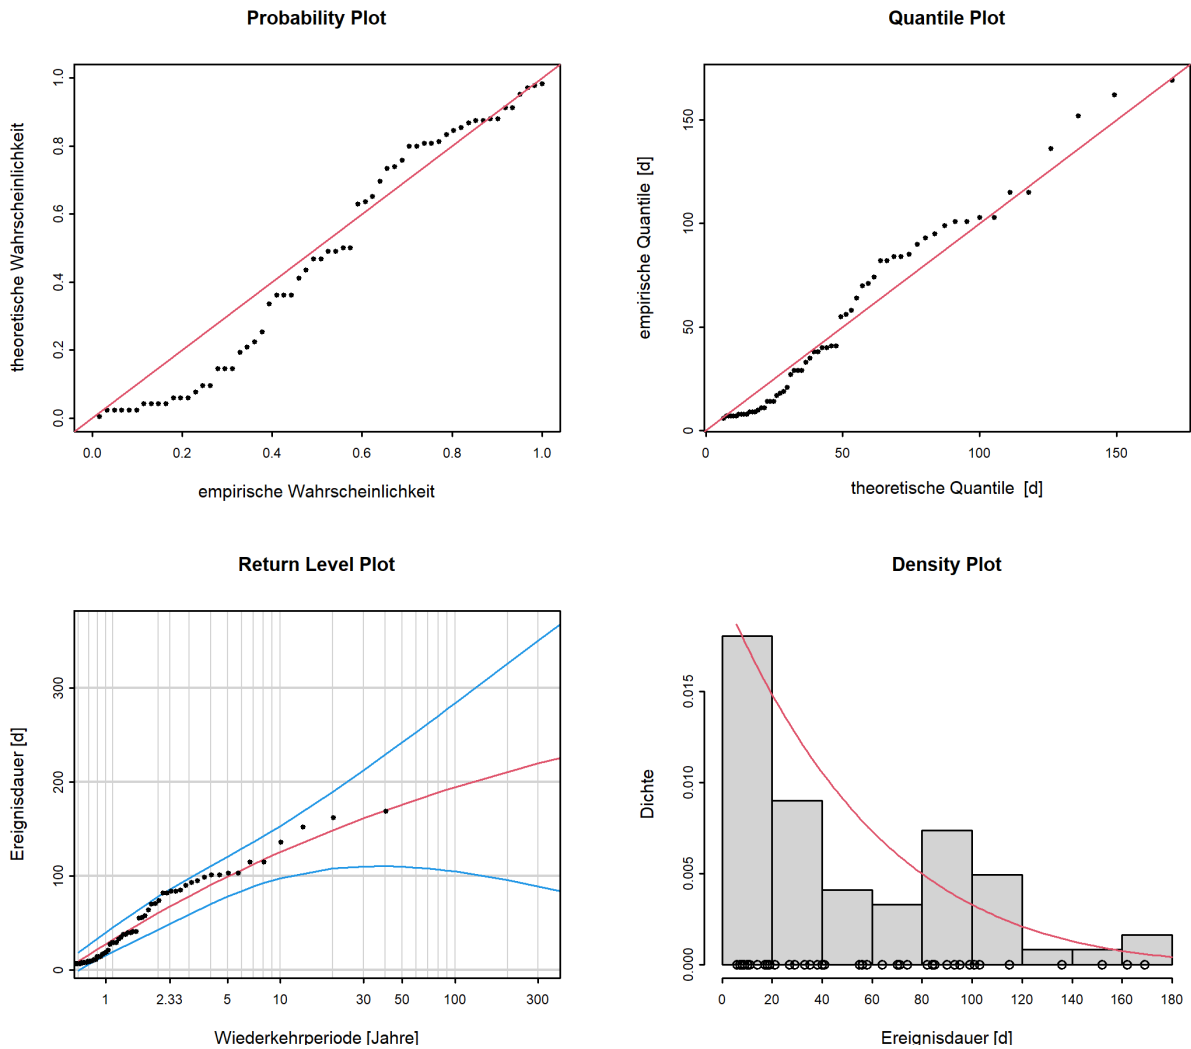 Probability Plot
theoretische Wahrscheinlichkeit
0.0 0.2 0.4 0.6 0.8 1.0
0.0 0.2 0.4 0.6 0.8 1.0
empirische Wahrscheinlichkeit
Quantile Plot
empirische Quantile [d]
0 50 100 150
0 50 100 150
theoretische Quantile [d]
Return Level Plot
Ereignisdauer [d]
0 100 200 300
1 2.33 5 10 30 50 100 300
Wiederkehrperiode [Jahre]
Density Plot
Dichte
0.000 0.005 0.010 0.015
0 20 40 60 80 100 120 140 160 180
Ereignisdauer [d]